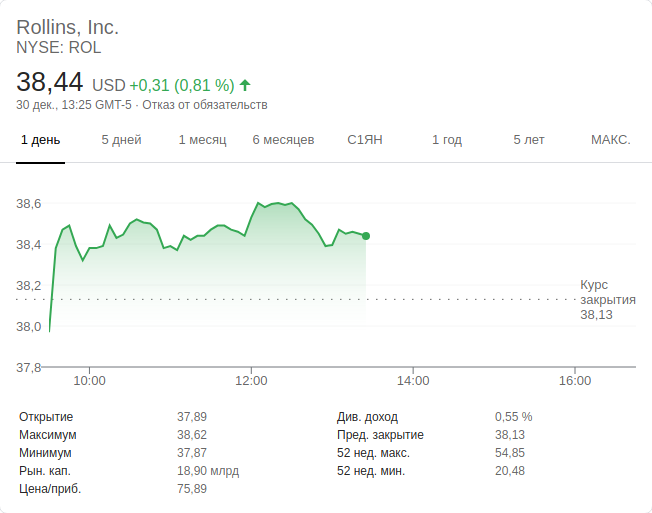 Rollins, Inc.
NYSE: ROL
38,44 USD +0,31 (0,81 %)
30 дек., 13:25 GMT-5 · Отказ от обязательств
1 день 5 дней 1 месяц 6 месяцев С1ЯН 1 год 5 лет МАКС.
38,6
38,4
38,2
38,0
37,8
Курс
закрытия
38,13
10:00 12:00 14:00 16:00
Открытие 37,89 Див. доход 0,55 %
Максимум 38,62 Пред. закрытие 38,13
Минимум 37,87 52 нед. макс. 54,85
Рын. кап. 18,90 млрд 52 нед. мин. 20,48
Цена/приб. 75,89